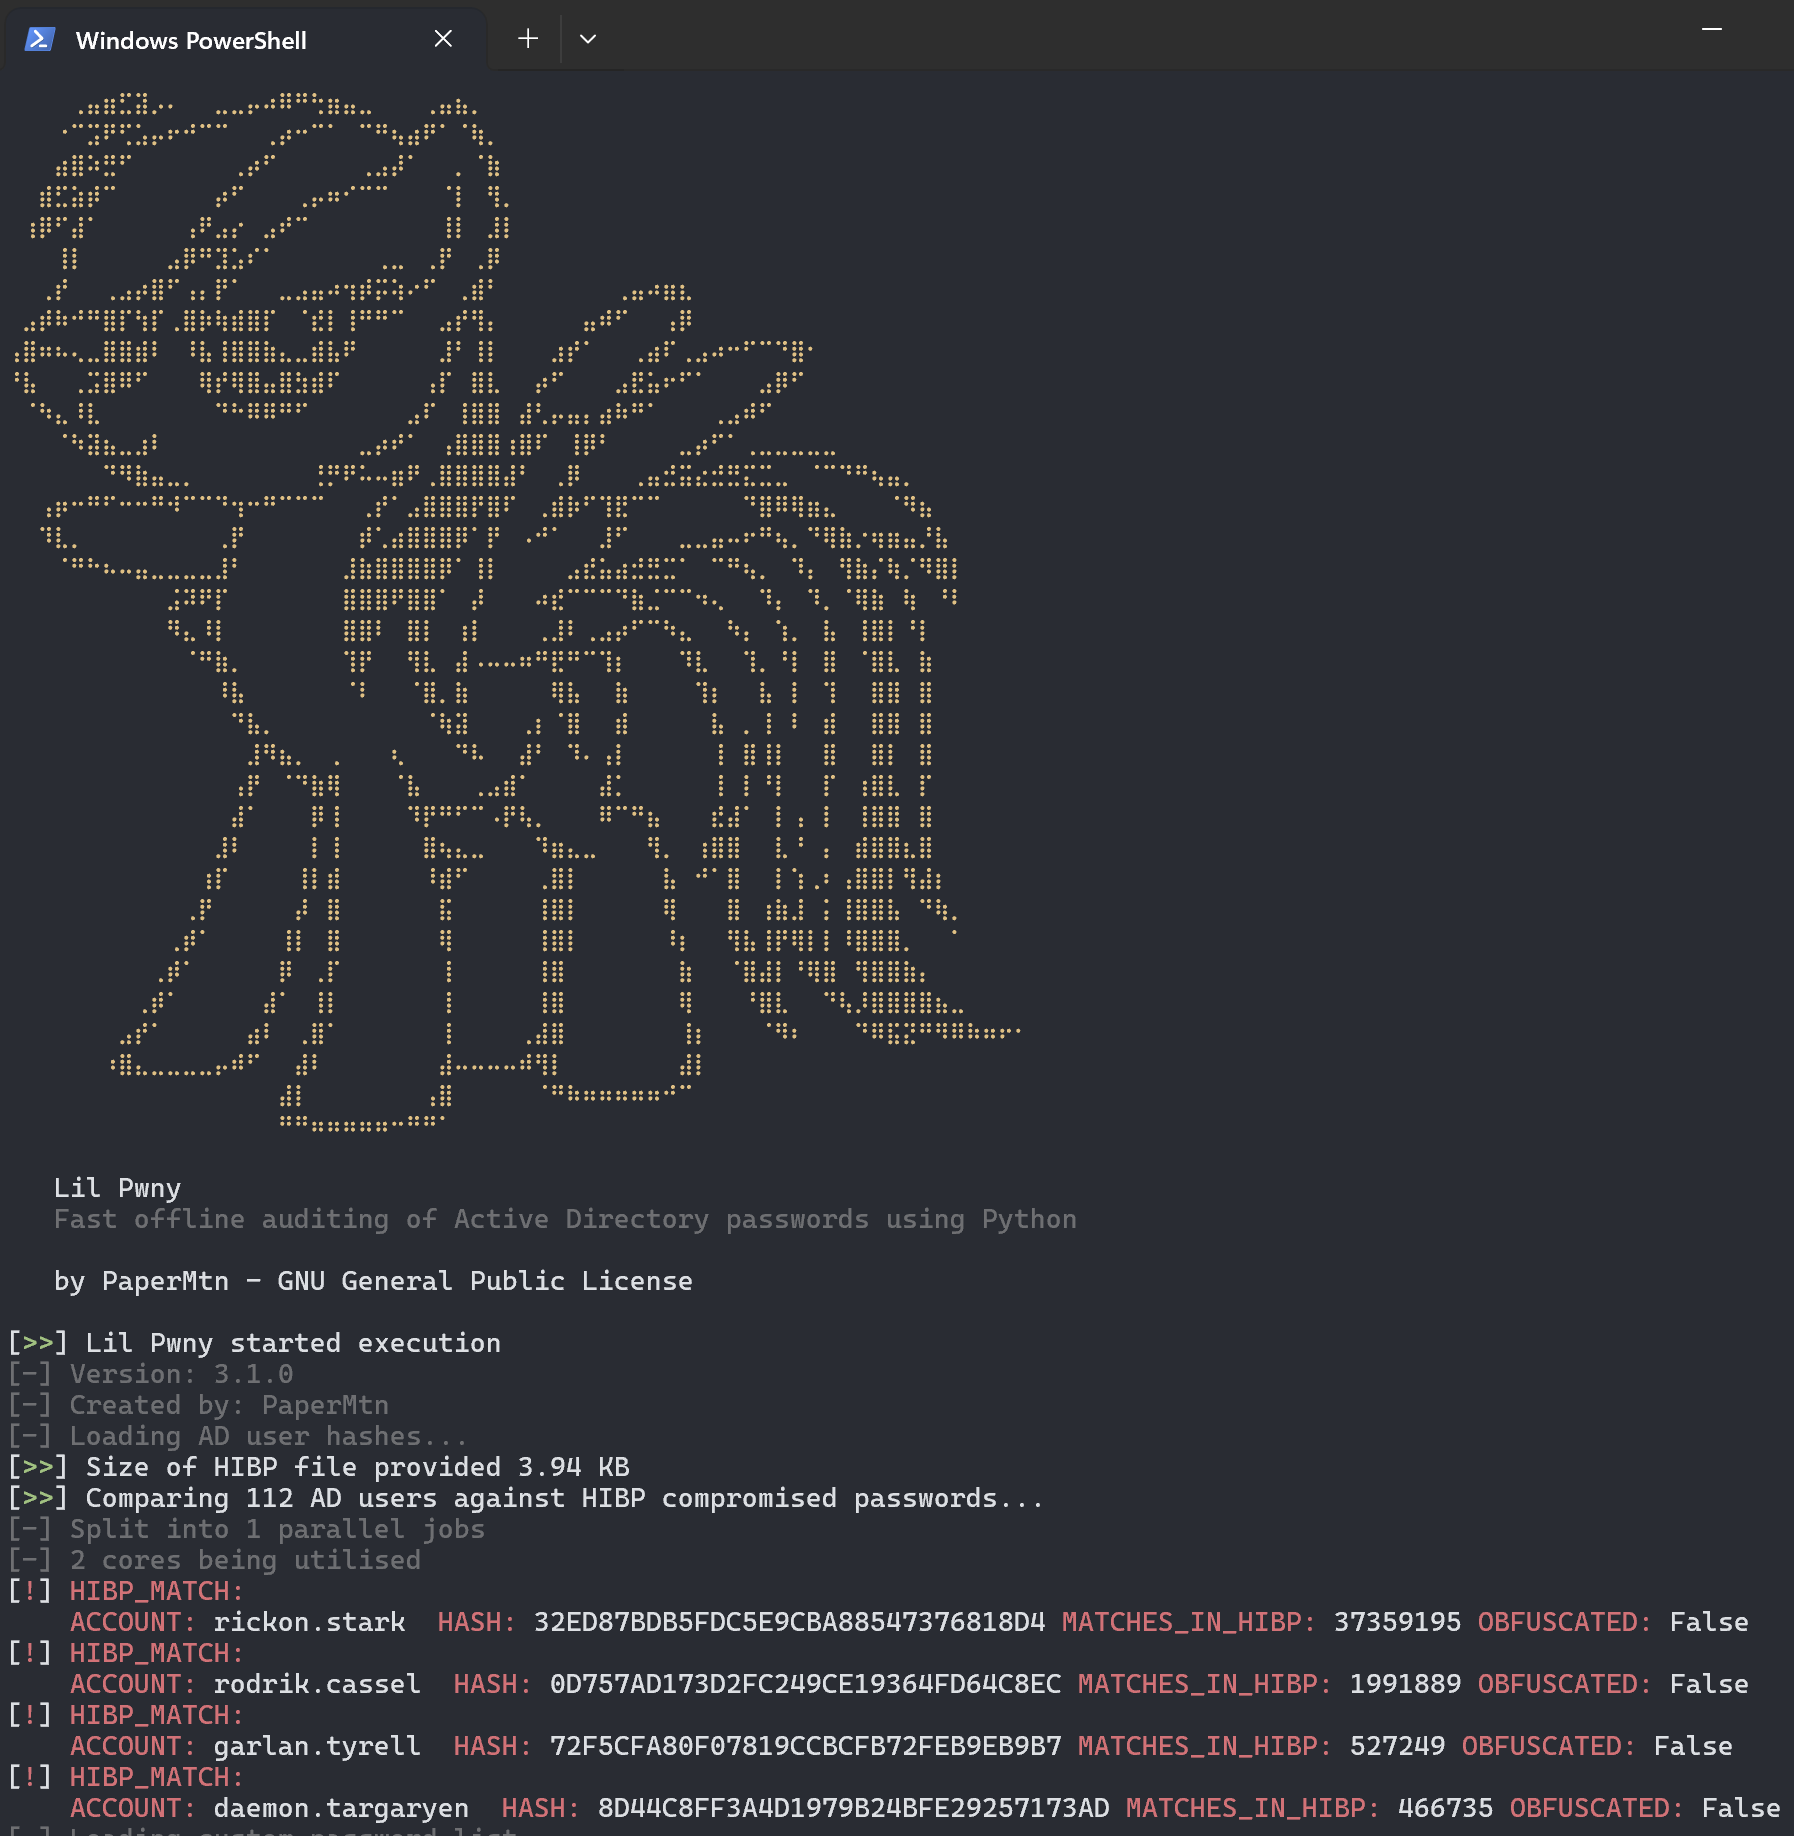 Windows PowerShell
Lil Pwny
Fast offline auditing of Active Directory passwords using Python
by PaperMtn - GNU General Public License
[>>] Lil Pwny started execution
[-] Version: 3.1.0
[-] Created by: PaperMtn
[-] Loading AD user hashes...
[>>] Size of HIBP file provided 3.94 KB
[>>] Comparing 112 AD users against HIBP compromised passwords...
[-] Split into 1 parallel jobs
[-] 2 cores being utilised
[!] HIBP_MATCH:
ACCOUNT: rickon.stark HASH: 32ED87BDB5FDC5E9CBA88547376818D4 MATCHES_IN_HIBP: 37359195 OBFUSCATED: False
[!] HIBP_MATCH:
ACCOUNT: rodrik.cassel HASH: 0D757AD173D2FC249CE19364FD64C8EC MATCHES_IN_HIBP: 1991889 OBFUSCATED: False
[!] HIBP_MATCH:
ACCOUNT: garlan.tyrell HASH: 72F5CFA80F07819CCBCFB72FEB9EB9B7 MATCHES_IN_HIBP: 527249 OBFUSCATED: False
[!] HIBP_MATCH:
ACCOUNT: daemon.targaryen HASH: 8D44C8FF3A4D1979B24BFE29257173AD MATCHES_IN_HIBP: 466735 OBFUSCATED: False
[-] Loading custom password list